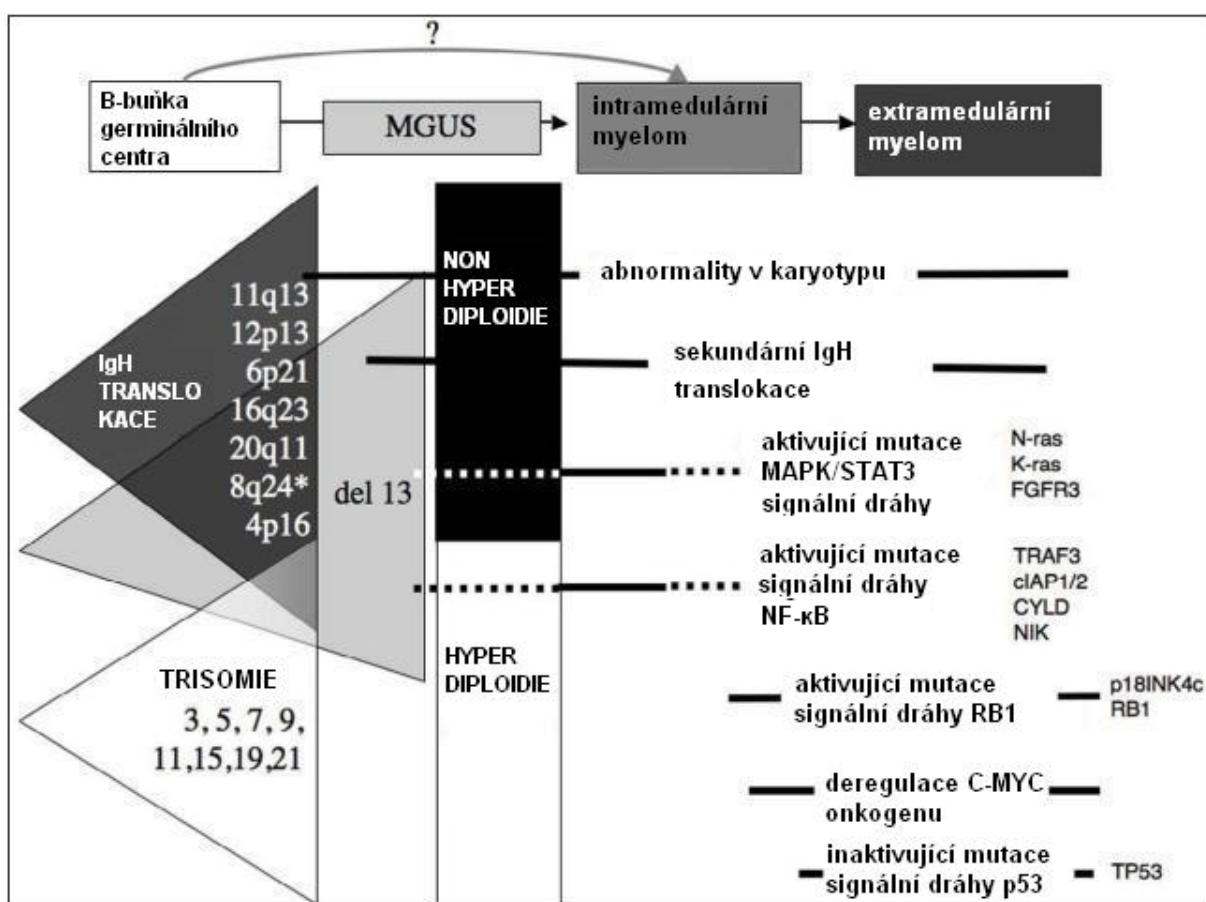 ?
B-buňka
germinálního
centra
MGUS
intramedulární
myelom
extramedulární
myelom
NON
HYPER
DIPLOIDIE
abnormality v karyotypu
11q13
12p13
6p21
16q23
20q11
8q24*
4p16
IgH
TRANSLO
KACE
sekundární IgH
translokace
del 13
aktivující mutace
MAPK/STAT3
signální dráhy
N-ras
K-ras
FGFR3
aktivující mutace
signální dráhy
NF-κB
TRAF3
cIAP1/2
CYLD
NIK
HYPER
DIPLOIDIE
TRISOMIE
3, 5, 7, 9,
11,15,19,21
aktivující mutace
signální dráhy RB1
p18INK4c
RB1
deregulace C-MYC
onkogenu
inaktivující mutace
signální dráhy p53
TP53